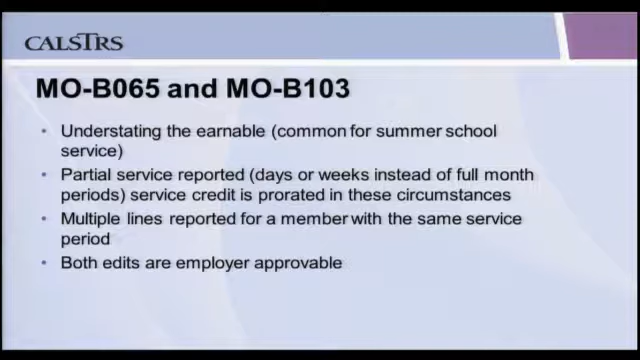 CALSTRS
MO-B065 and MO-B103
• Understating the earnable (common for summer school
service)
• Partial service reported (days or weeks instead of full month
periods) service credit is prorated in these circumstances
• Multiple lines reported for a member with the same service
period
• Both edits are employer approvable